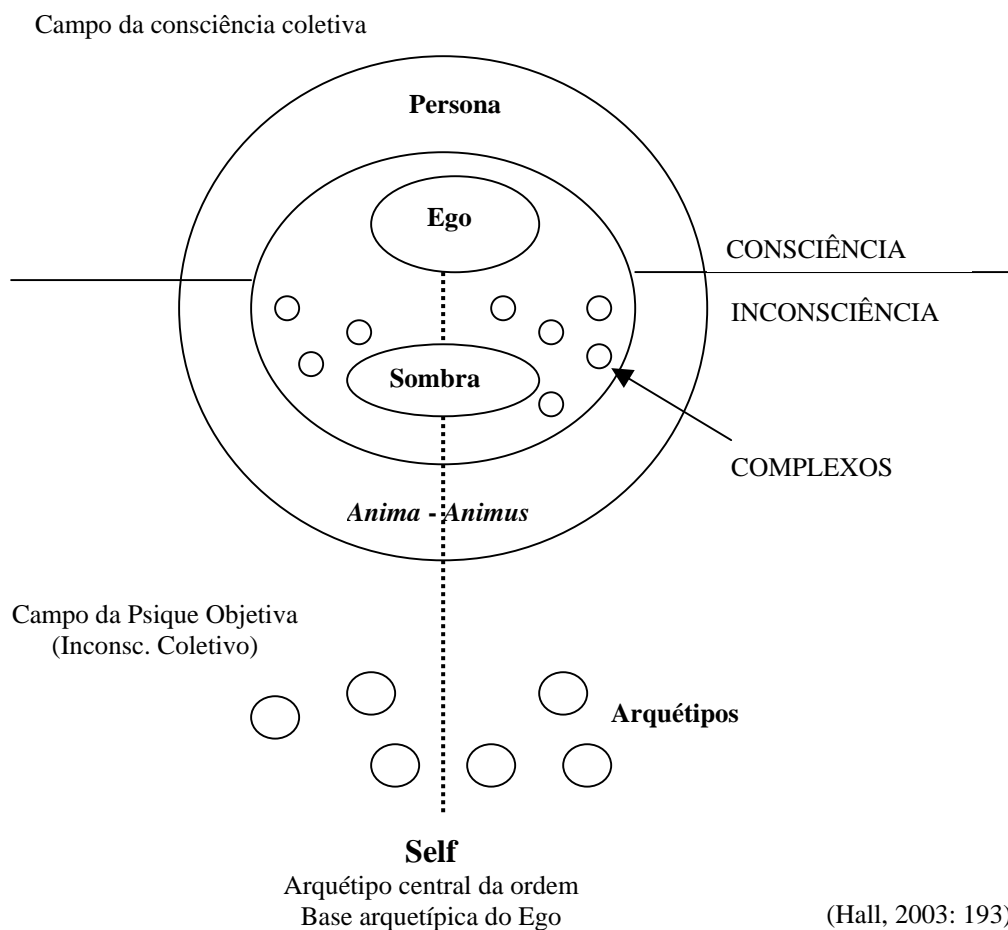 Campo da consciência coletiva
Persona
Ego
CONSCIÊNCIA
INCONSCIÊNCIA
Sombra
COMPLEXOS
Anima - Animus
Campo da Psique Objetiva
(Inconsc. Coletivo)
Arquétipos
Self
Arquétipo central da ordem
Base arquetípica do Ego
(Hall, 2003: 193)